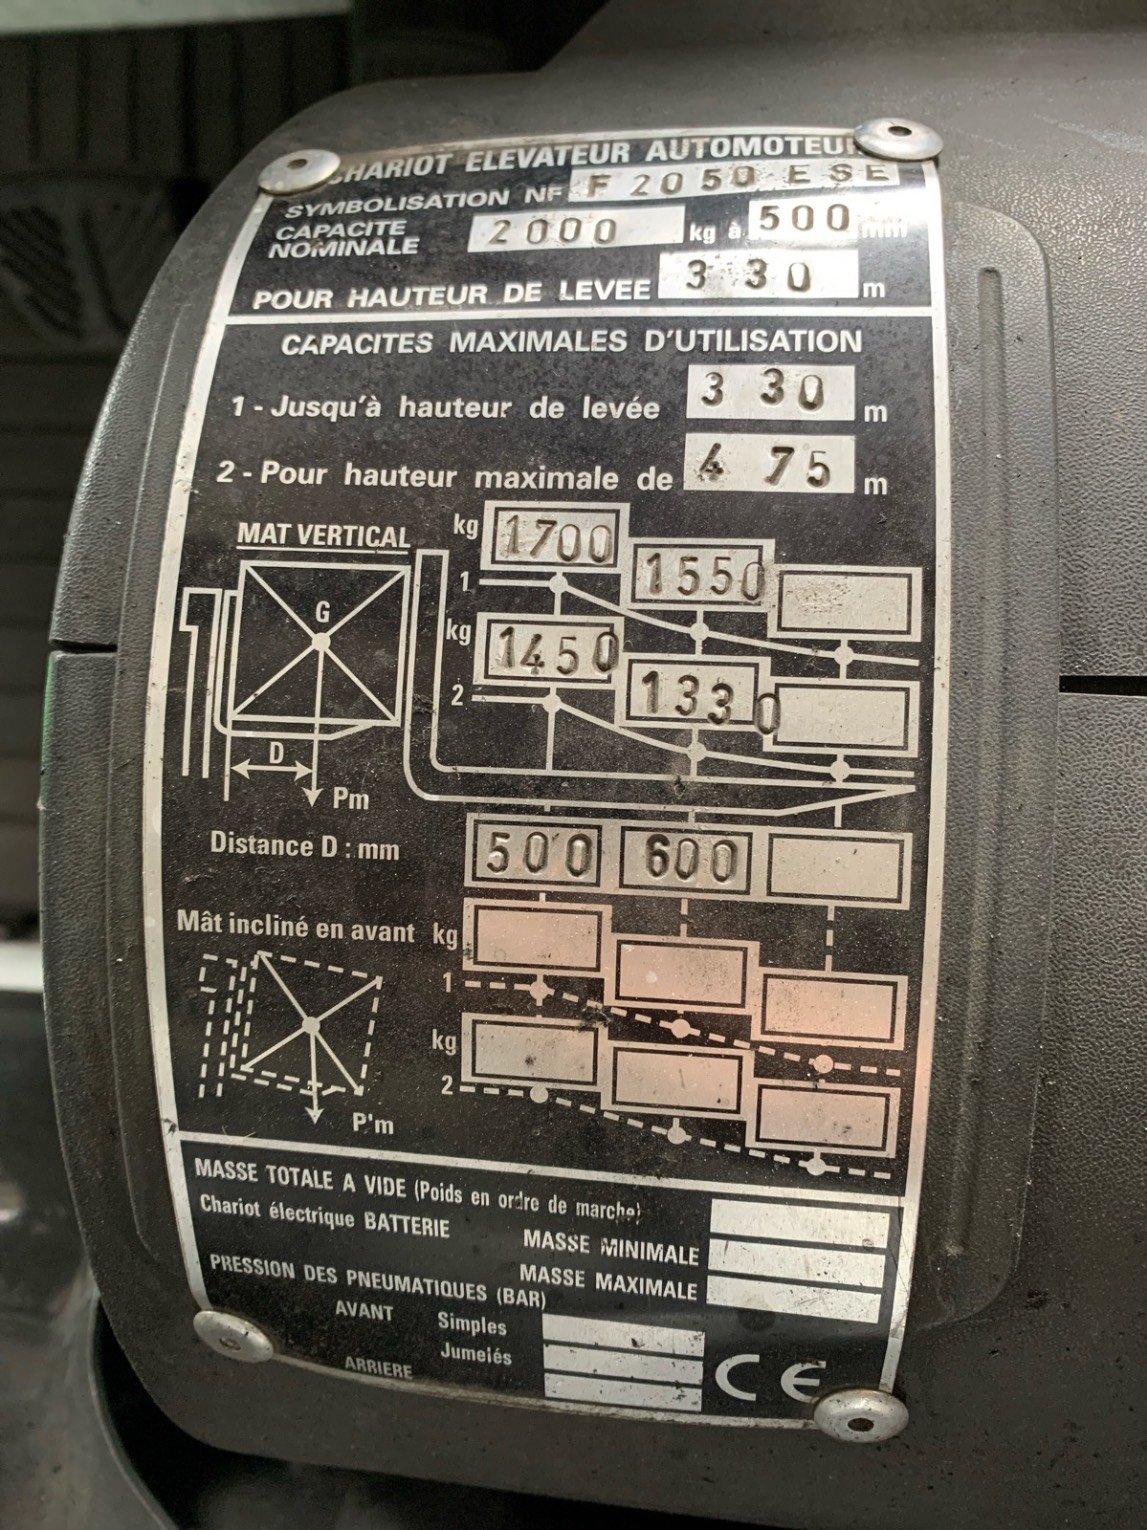 CHARIOT ELEVATEUR AUTOMOTEUR
SYMBOLISATION NF F 2050 ESE
CAPACITE NOMINALE 2000 kg à 500 mm
POUR HAUTEUR DE LEVEE 3 30 m
CAPACITES MAXIMALES D'UTILISATION
1 - Jusqu'à hauteur de levée 3 30 m
2 - Pour hauteur maximale de 4 75 m
MAT VERTICAL
kg 1700 1550
1
G
kg 1450 1330
2
D
Pm
Distance D : mm 500 600
Mât incliné en avant kg
1
kg
2
P'm
MASSE TOTALE A VIDE (Poids en ordre de marche)
Chariot électrique BATTERIE MASSE MINIMALE
MASSE MAXIMALE
PRESSION DES PNEUMATIQUES (BAR)
AVANT Simples
Jumelés
ARRIERE
CE